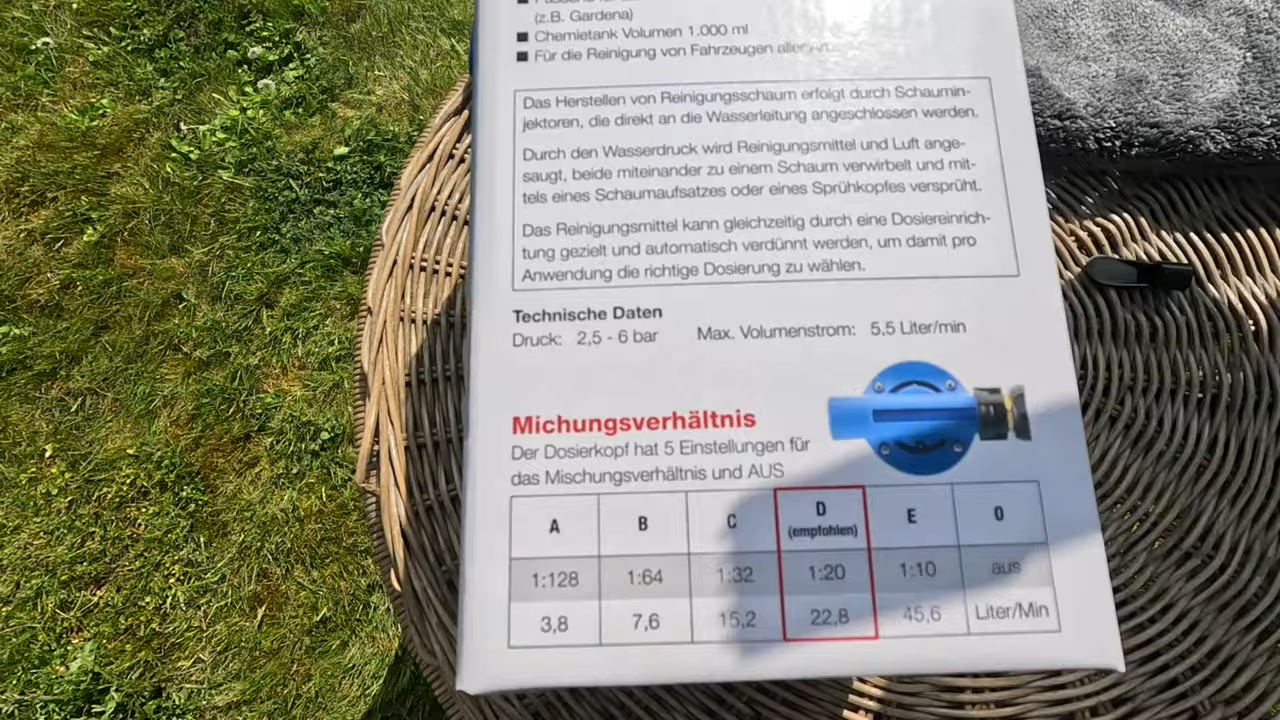 (z.B. Gardena)
■ Chemietank Volumen 1.000 ml
■ Für die Reinigung von Fahrzeugen aller Art
Das Herstellen von Reinigungsschaum erfolgt durch Schaumin-
jektoren, die direkt an die Wasserleitung angeschlossen werden.
Durch den Wasserdruck wird Reinigungsmittel und Luft ange-
saugt, beide miteinander zu einem Schaum verwirbelt und mit-
tels eines Schaumaufsatzes oder eines Sprühkopfes versprüht.
Das Reinigungsmittel kann gleichzeitig durch eine Dosiereinrich-
tung gezielt und automatisch verdünnt werden, um damit pro
Anwendung die richtige Dosierung zu wählen.
Technische Daten
Druck: 2,5 - 6 bar Max. Volumenstrom: 5,5 Liter/min
Michungsverhältnis
Der Dosierkopf hat 5 Einstellungen für
das Mischungsverhältnis und AUS
A B C D E 0
(empfohlen)
1:128 1:64 1:32 1:20 1:10 aus
3,8 7,6 15,2 22,8 45,6 Liter/Min